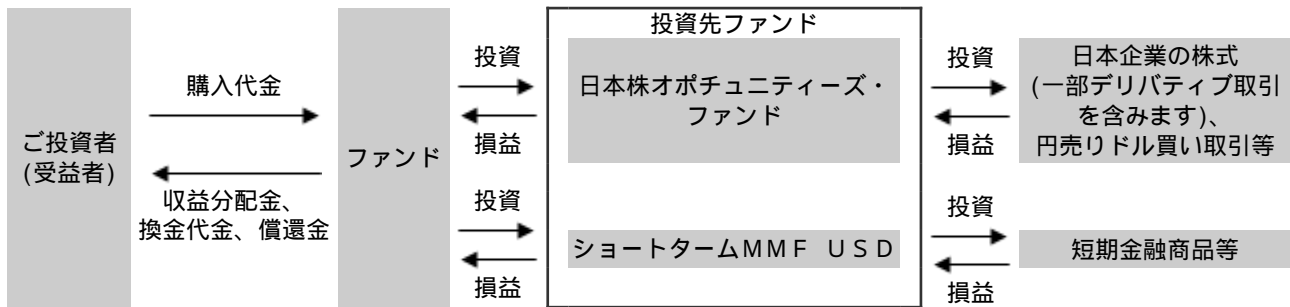 投資先ファンド
ご投資者
(受益者)
購入代金
収益分配金、
換金代金、償還金
ファンド
投資
損益
投資
損益
日本株オポチュニティーズ・
ファンド
ショートタームMMF USD
投資
損益
投資
損益
日本企業の株式
(一部デリバティブ取引
を含みます)、
円売りドル買い取引等
短期金融商品等